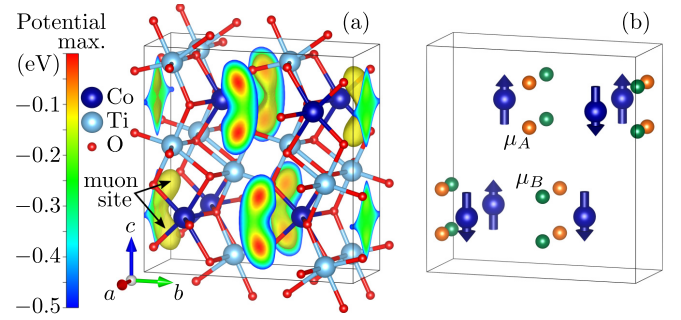 Potential
max.
(eV)
−0.1
−0.2
−0.3
−0.4
−0.5
(a)
Co
Ti
O
muon
site
c
a
b
(b)
μA
μB